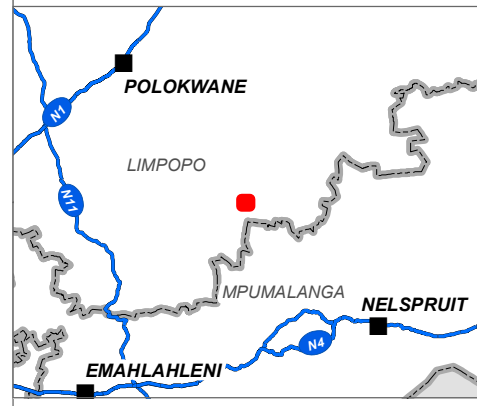 POLOKWANE
N1
LIMPOPO
N11
MPUMALANGA
NELSPRUIT
N4
EMAHLAHLENI